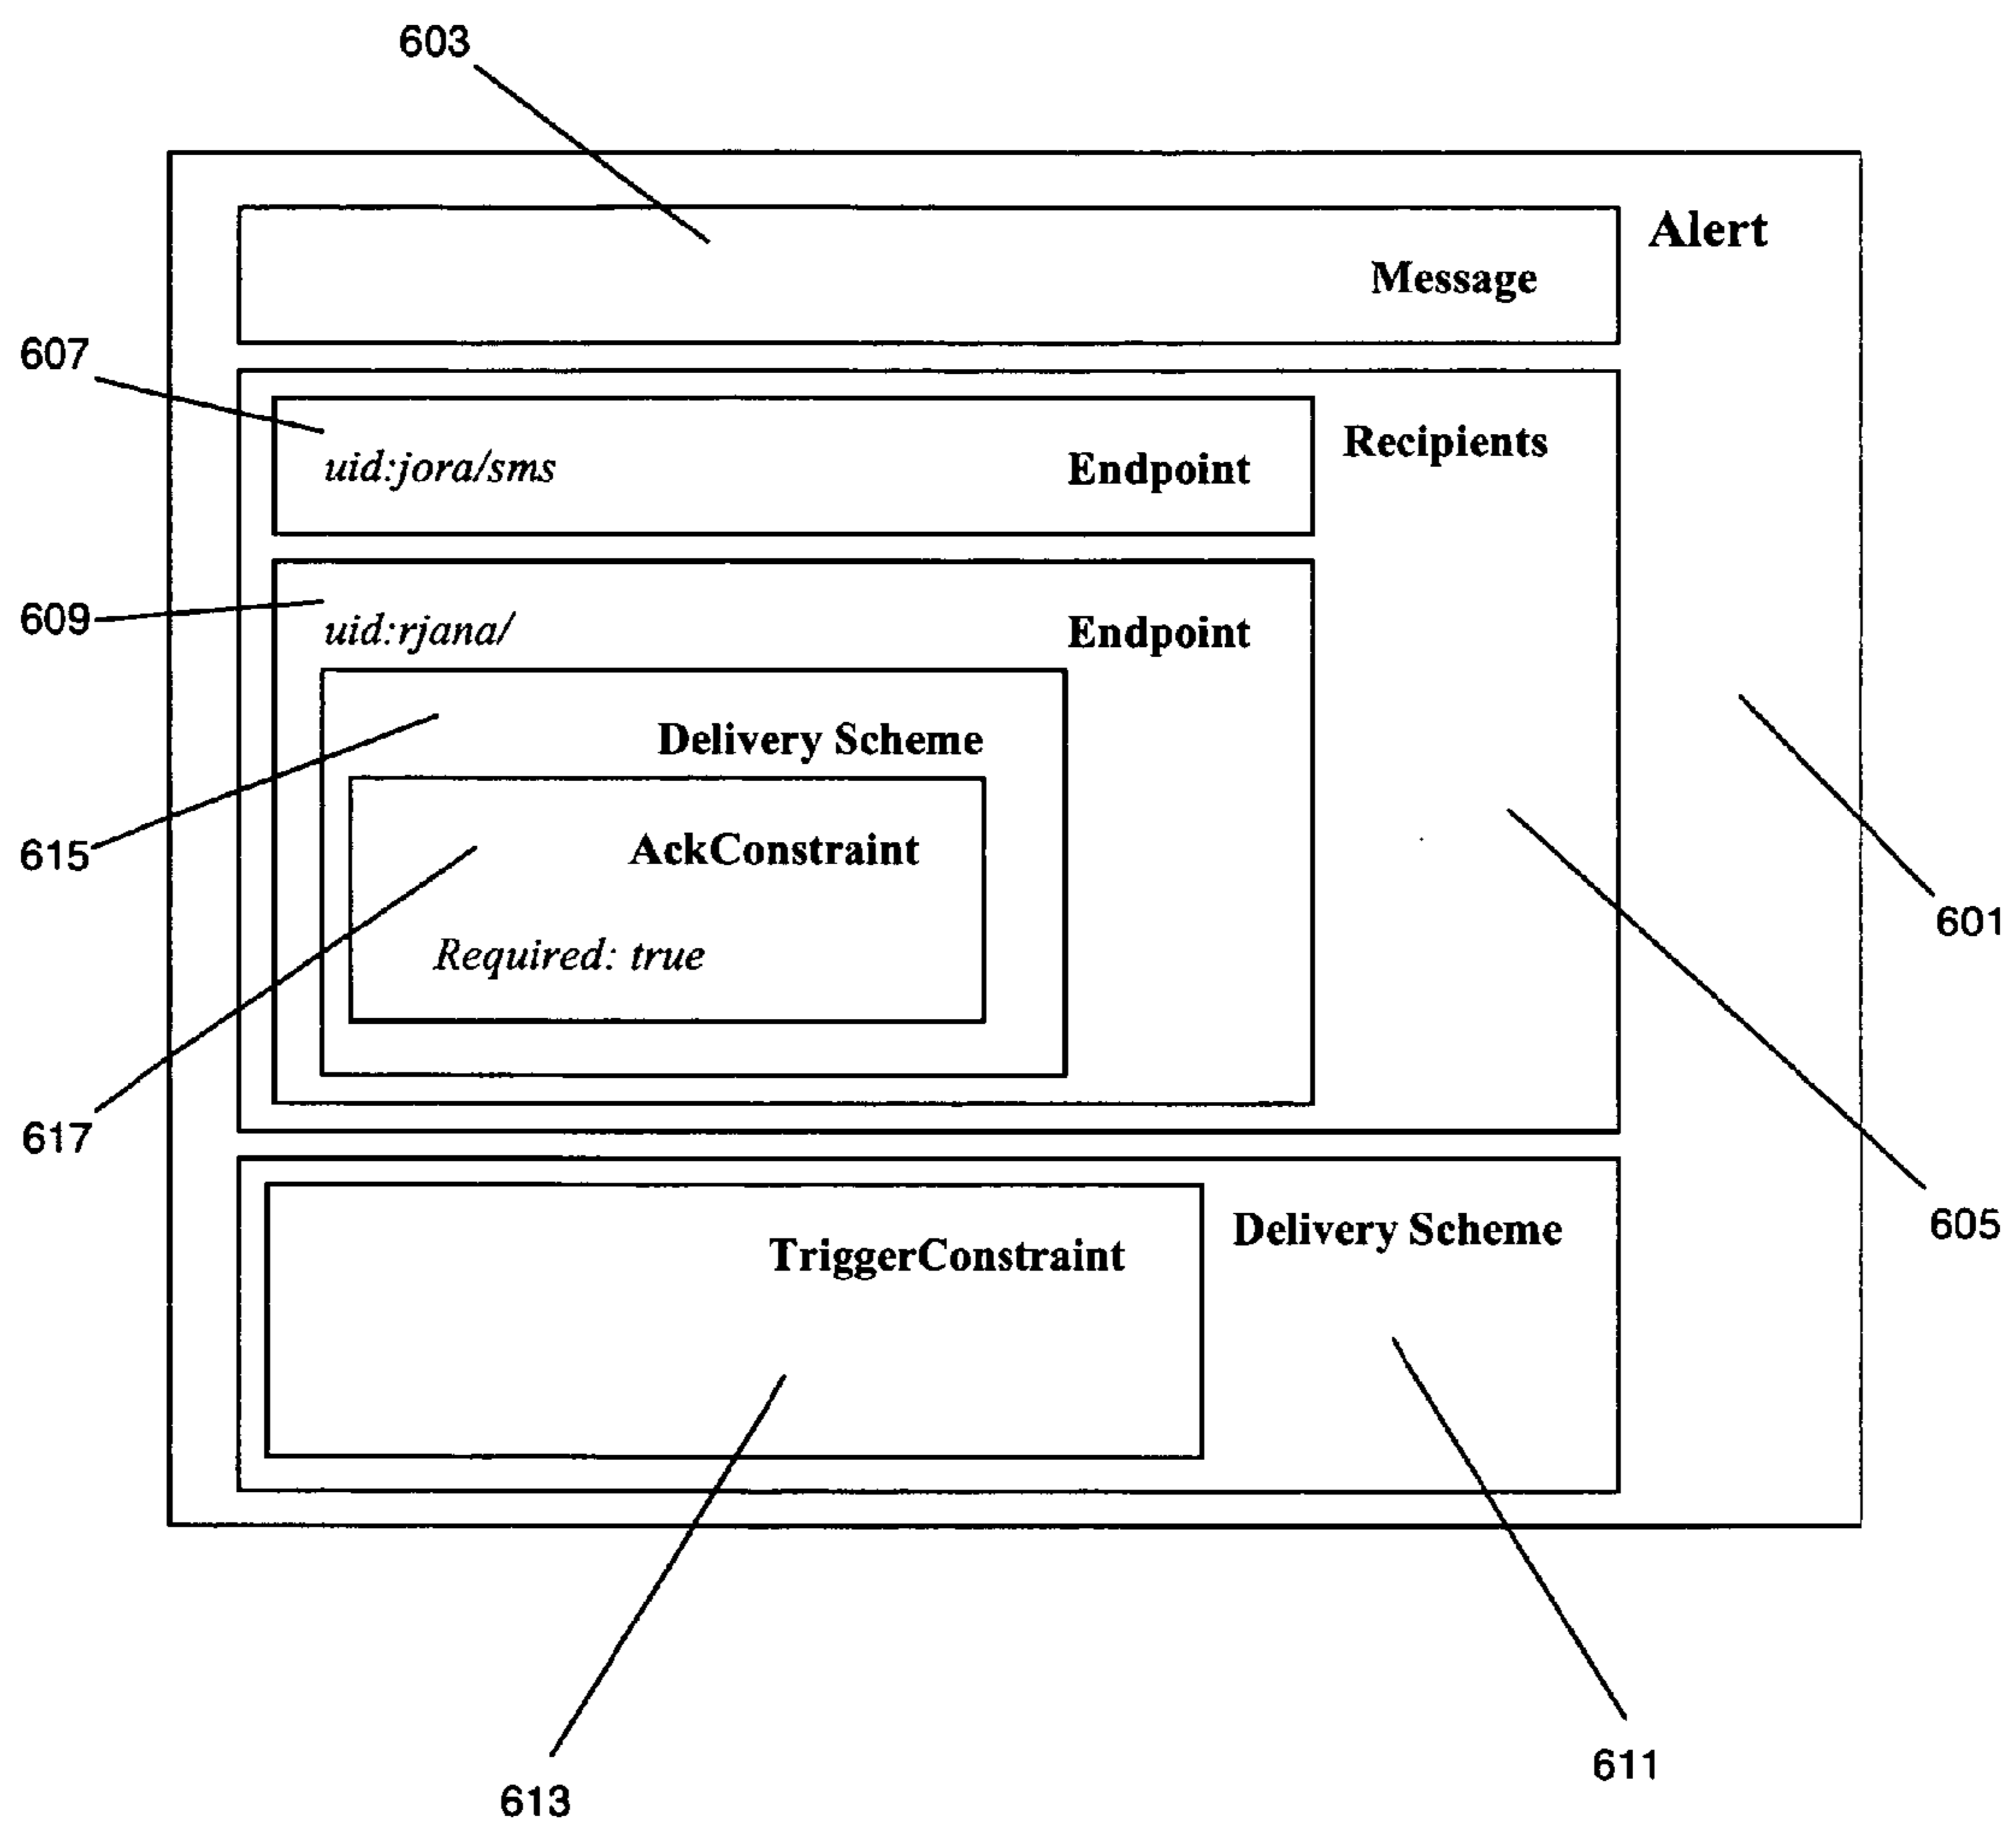 603
Alert
Message
607
Recipients
uid:jora/sms Endpoint
609
uid:rjana/ Endpoint
Delivery Scheme
615
AckConstraint
601
Required: true
617
605
Delivery Scheme
TriggerConstraint
611
613